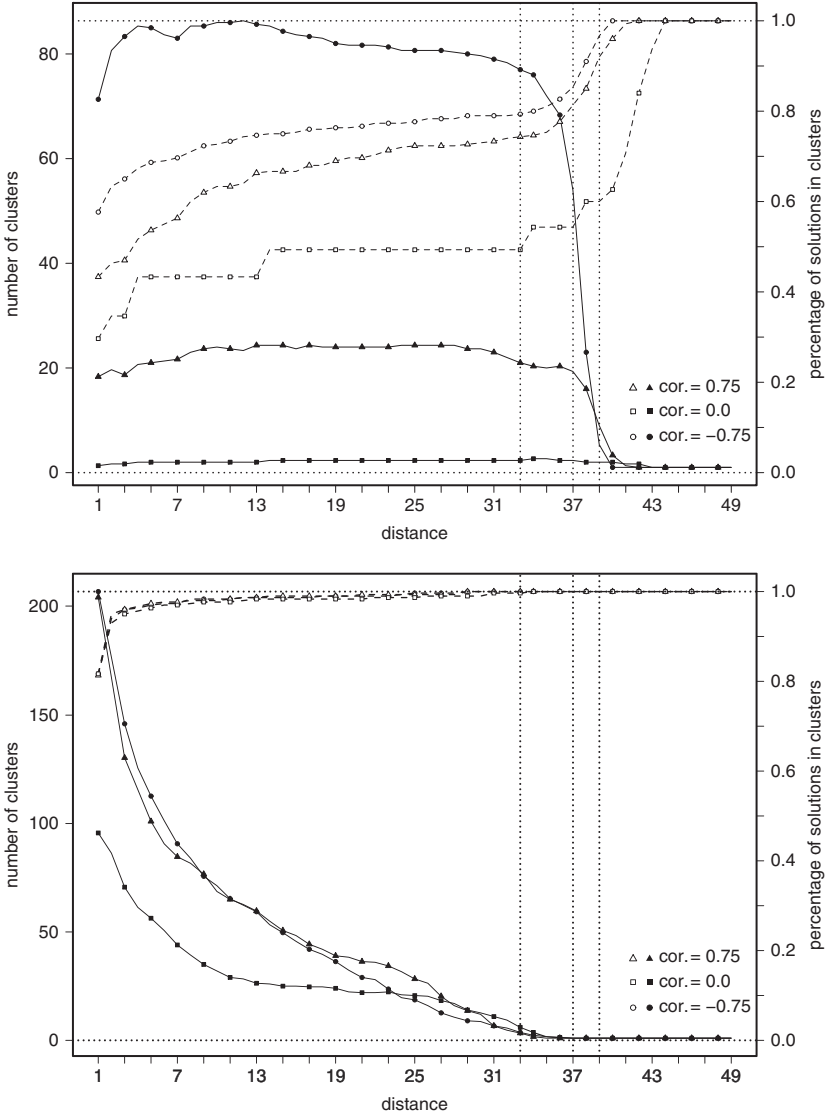 80
60
40
20
0
number of clusters
1.0
0.8
0.6
0.4
0.2
0.0
percentage of solutions in clusters
cor. = 0.75
cor. = 0.0
cor. = −0.75
1 7 13 19 25 31 37 43 49
distance
200
150
100
50
0
number of clusters
1.0
0.8
0.6
0.4
0.2
0.0
percentage of solutions in clusters
cor. = 0.75
cor. = 0.0
cor. = −0.75
1 7 13 19 25 31 37 43 49
distance